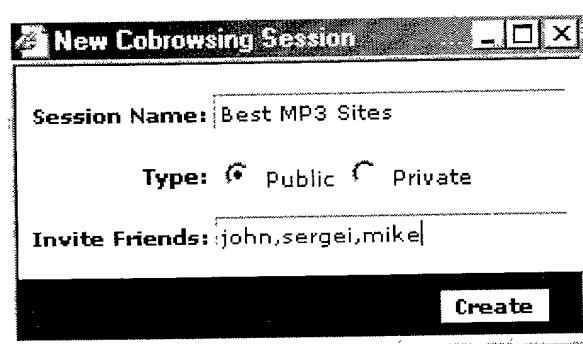 New Cobrowsing Session
Session Name: Best MP3 Sites
Type: Public Private
Invite Friends: john,sergei,mike
Create